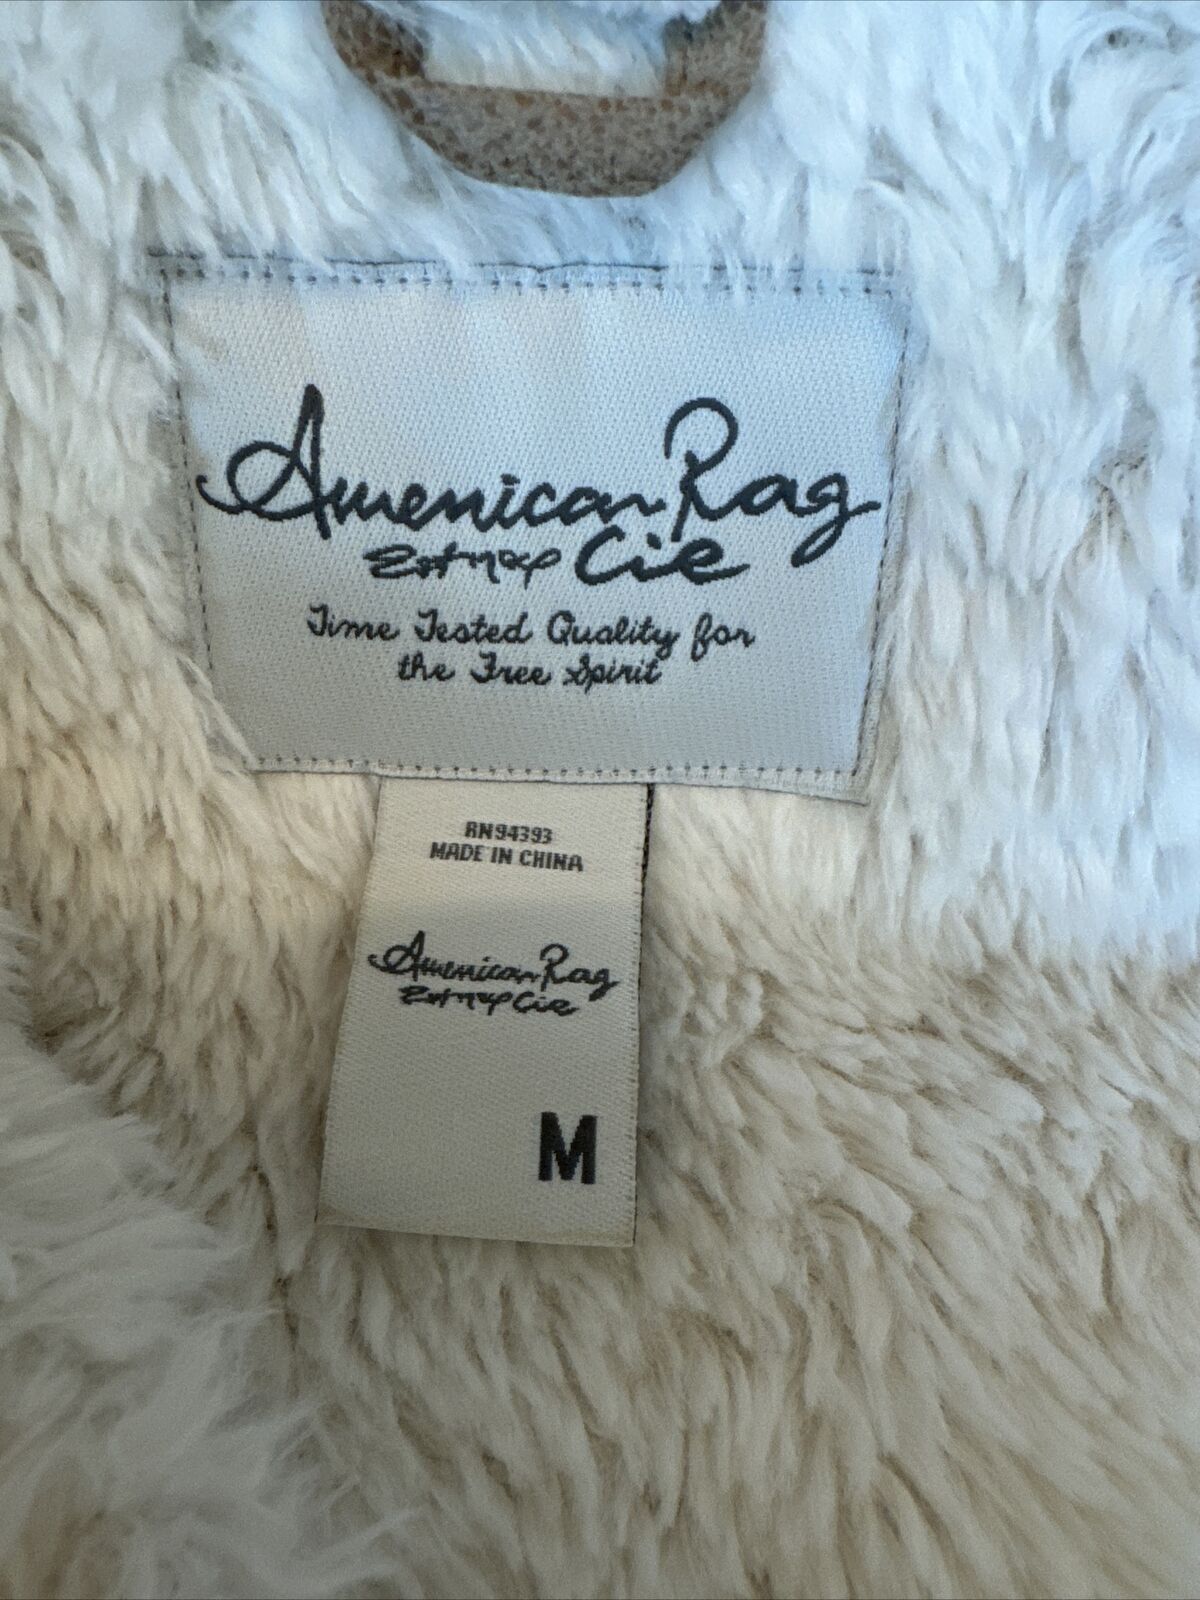 American Rag
Cie
Time Tested Quality for
the Free Spirit
RN94393
MADE IN CHINA
American Rag
Cie
M